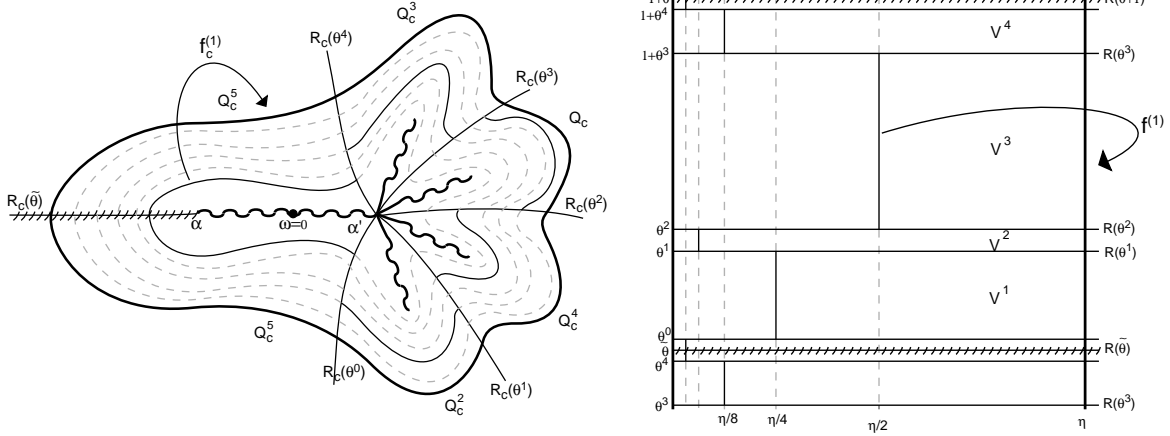 Q_c^3
R_c(θ^4)
f_c^(1)
R_c(θ^3)
Q_c^5
Q_c
R_c(θ̃)
R_c(θ^2)
α
ω=0
α'
Q_c^5
Q_c^4
R_c(θ^0)
R_c(θ^1)
Q_c^2
1+θ^4
V^4
1+θ^3
R(θ^3)
f^(1)
V^3
θ^2
R(θ^2)
V^2
θ^1
R(θ^1)
V^1
θ^0
θ̃
R(θ̃)
θ^4
θ^3
R(θ^3)
η/8
η/4
η/2
η